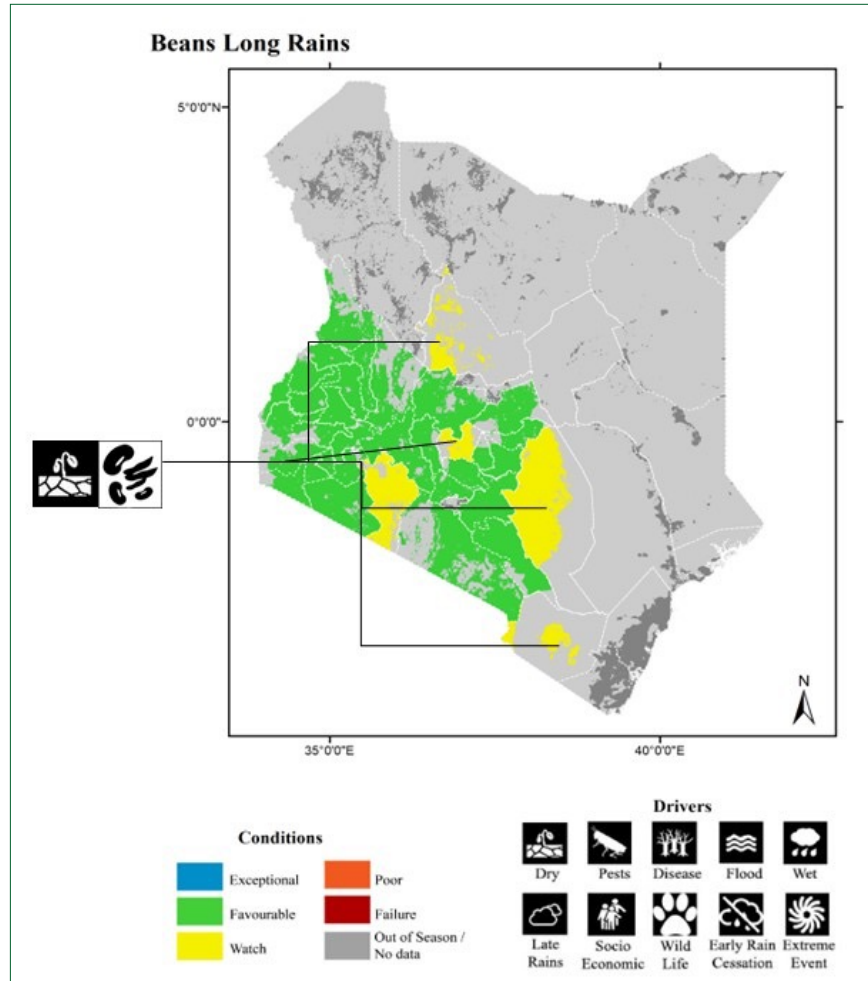 Beans Long Rains
5°0'0"N
0°0'0"
35°0'0"E
40°0'0"E
N
Conditions
Exceptional
Favourable
Watch
Poor
Failure
Out of Season /
No data
Drivers
Dry
Pests
Disease
Flood
Wet
Late
Rains
Socio
Economic
Wild
Life
Early Rain
Cessation
Extreme
Event